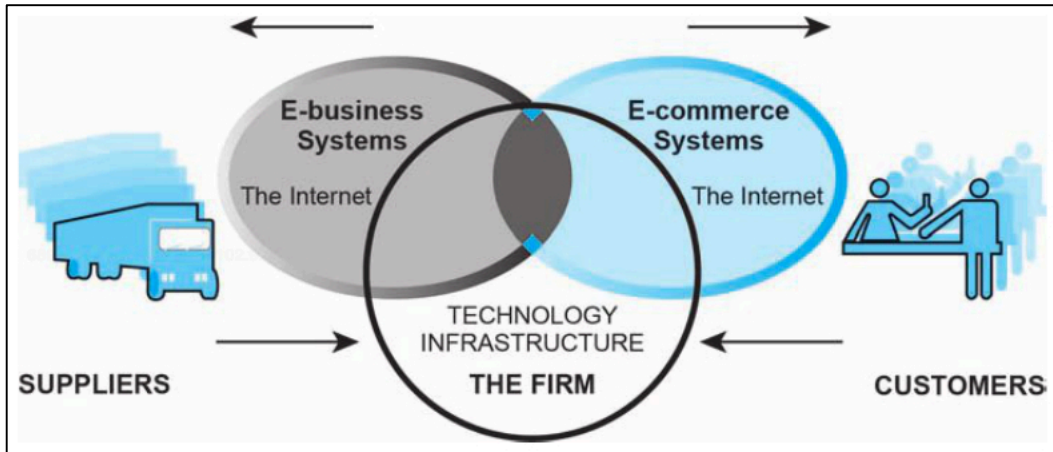 E-business
Systems
The Internet
E-commerce
Systems
The Internet
TECHNOLOGY
INFRASTRUCTURE
THE FIRM
SUPPLIERS
CUSTOMERS